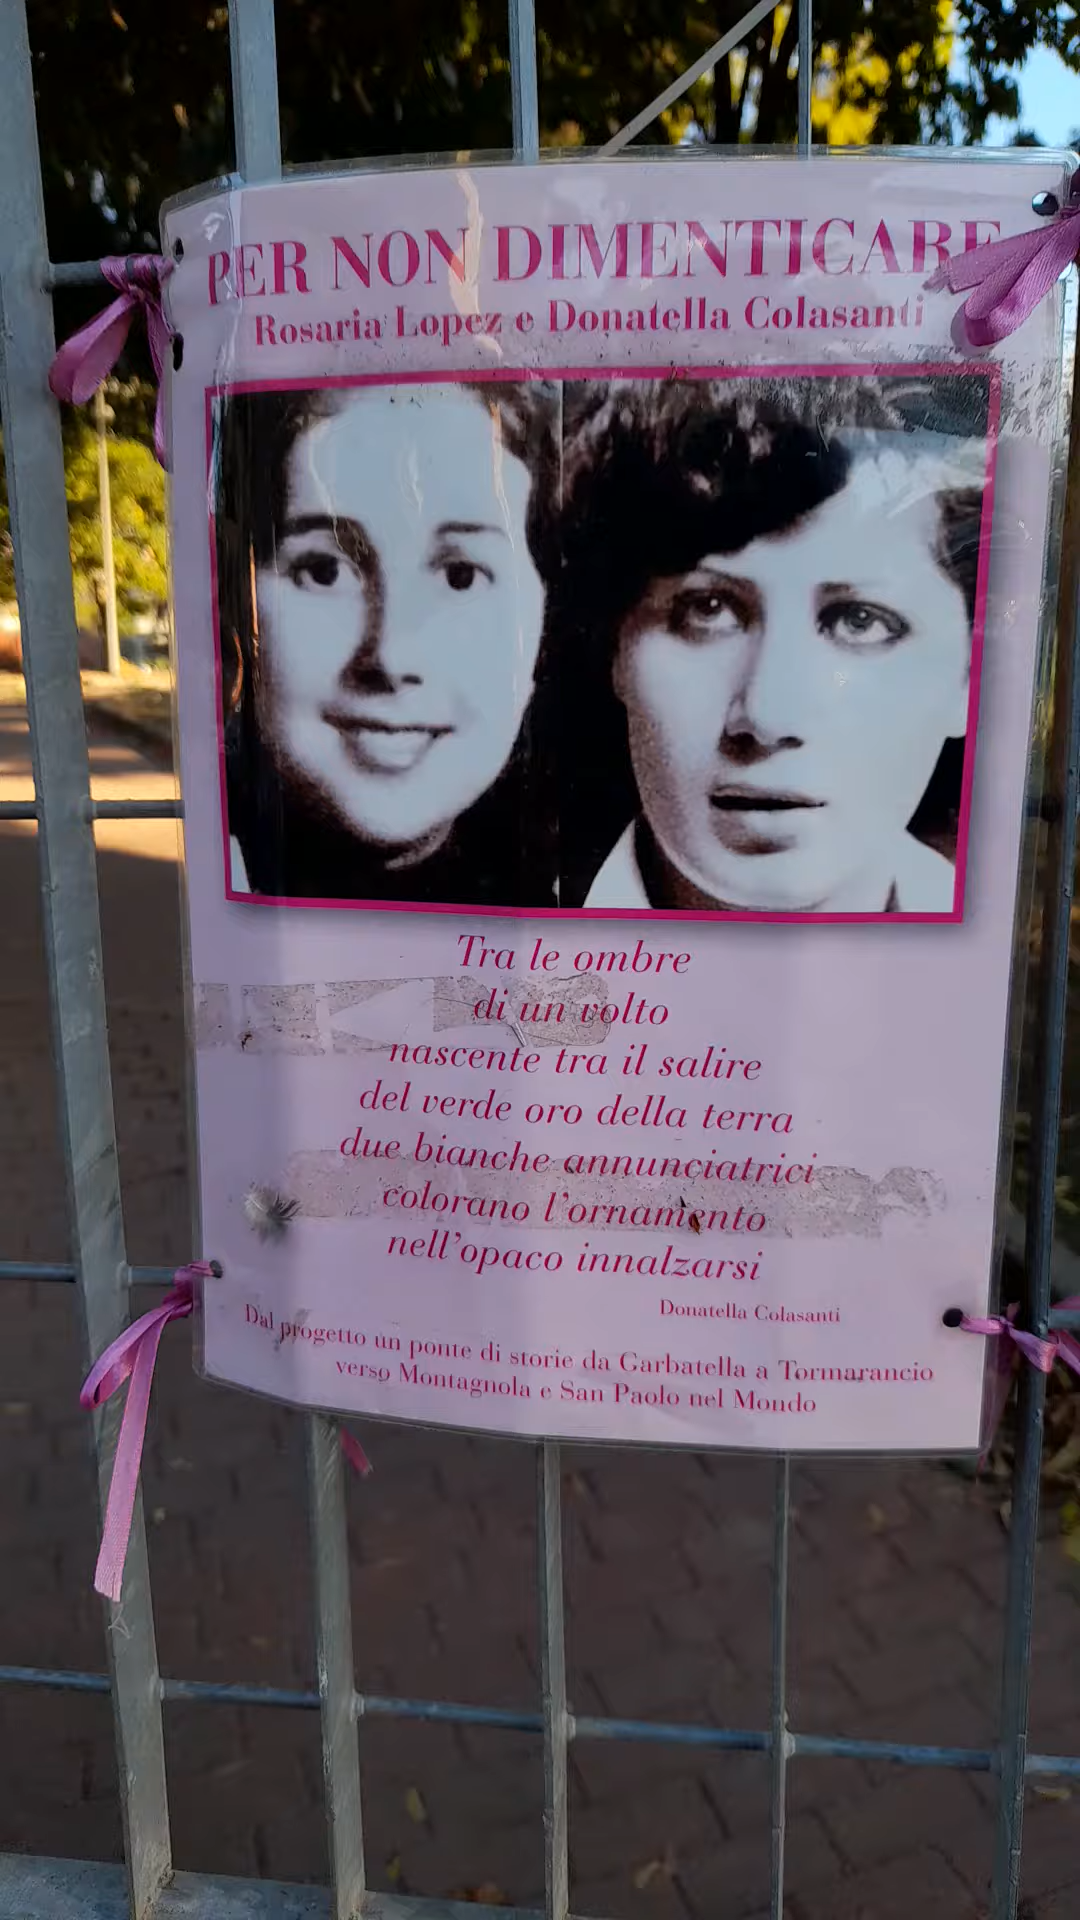 PER NON DIMENTICARE
Rosaria Lopez e Donatella Colasanti
Tra le ombre
di un volto
nascente tra il salire
del verde oro della terra
due bianche annunciatrici
colorano l'ornamento
nell'opaco innalzarsi
Donatella Colasanti
Dal progetto un ponte di storie da Garbatella a Tormarancio
verso Montagnola e San Paolo nel Mondo